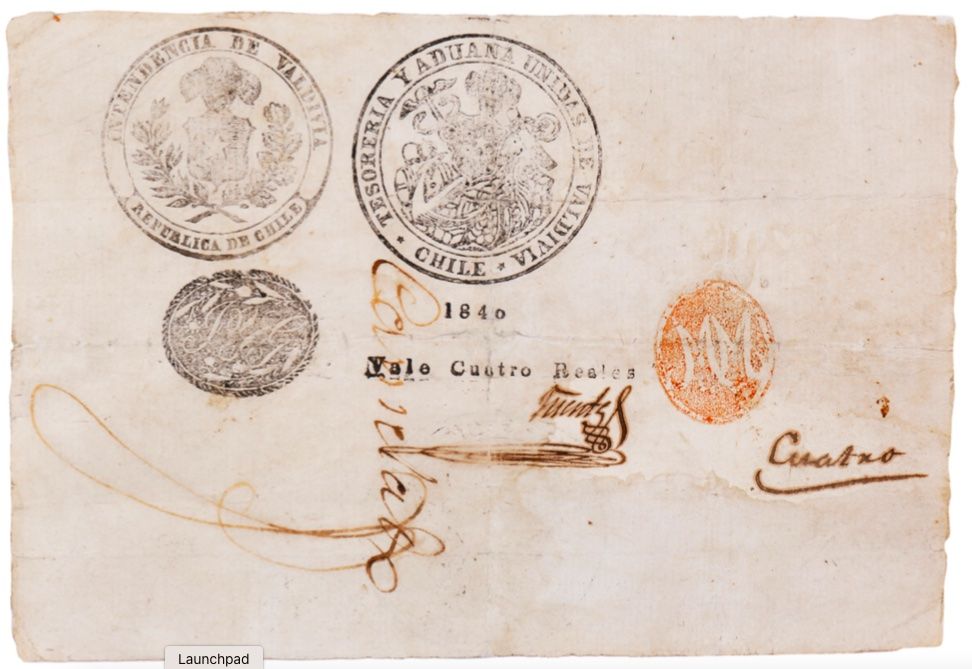 INTENDENCIA DE VALDIVIA
REPUBLICA DE CHILE
TESORERIA Y ADUANA UNIDAS DE VALDIVIA
* CHILE *
1840
Vale Cuatro Reales
Cuatro
Launchpad